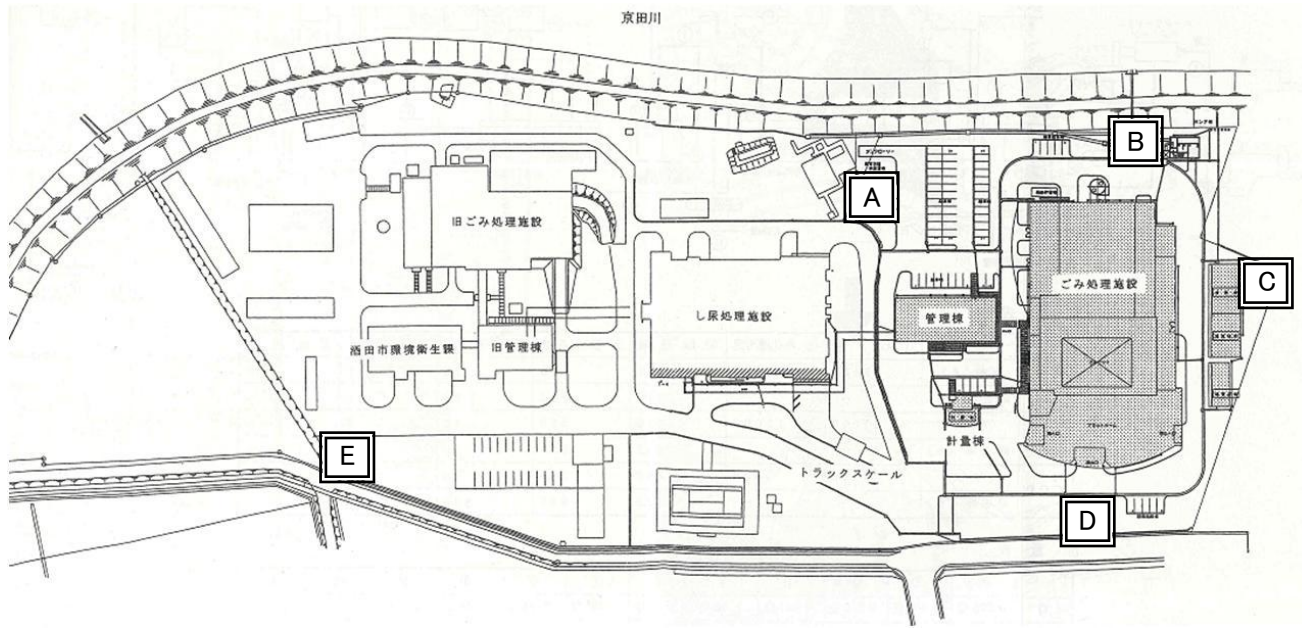 京田川
B
A
旧ごみ処理施設
C
ごみ処理施設
し尿処理施設
管理棟
酒田市環境衛生課
旧管理棟
計量棟
E
トラックスケール
D